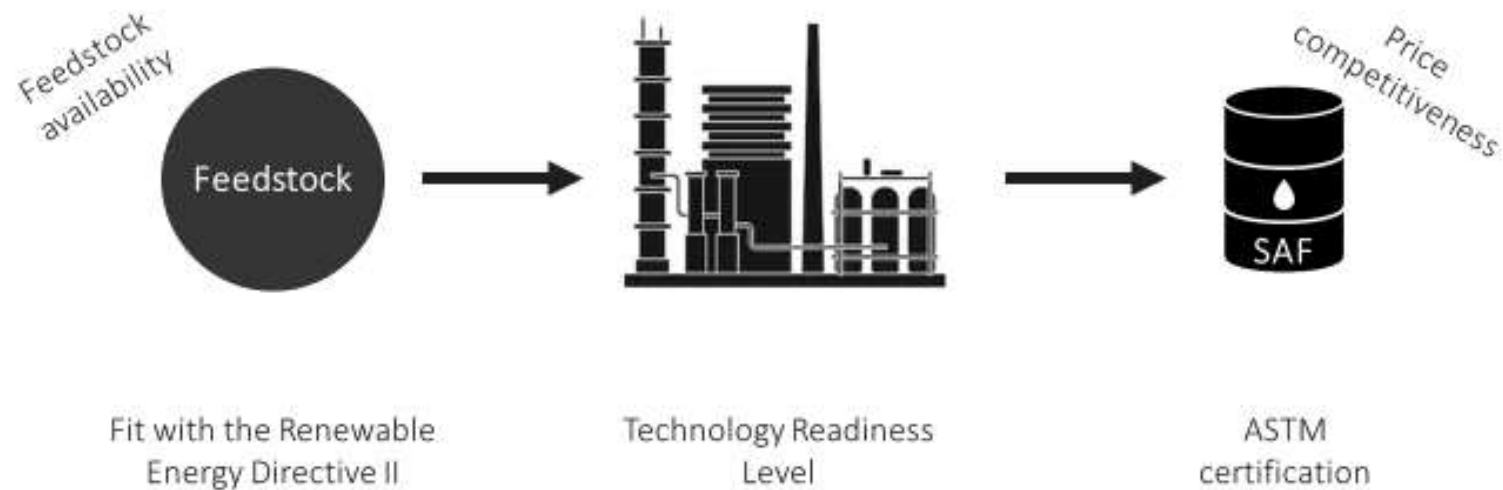 Feedstock
availability
Feedstock
Price
competitiveness
SAF
Fit with the Renewable
Energy Directive II
Technology Readiness
Level
ASTM
certification